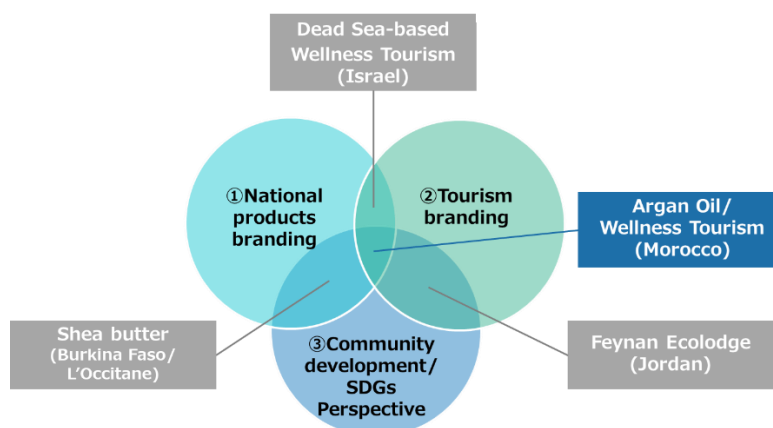 Dead Sea-based
Wellness Tourism
(Israel)
①National
products
branding
②Tourism
branding
Argan Oil/
Wellness Tourism
(Morocco)
Shea butter
(Burkina Faso/
L’Occitane)
③Community
development/
SDGs
Perspective
Feynan Ecolodge
(Jordan)